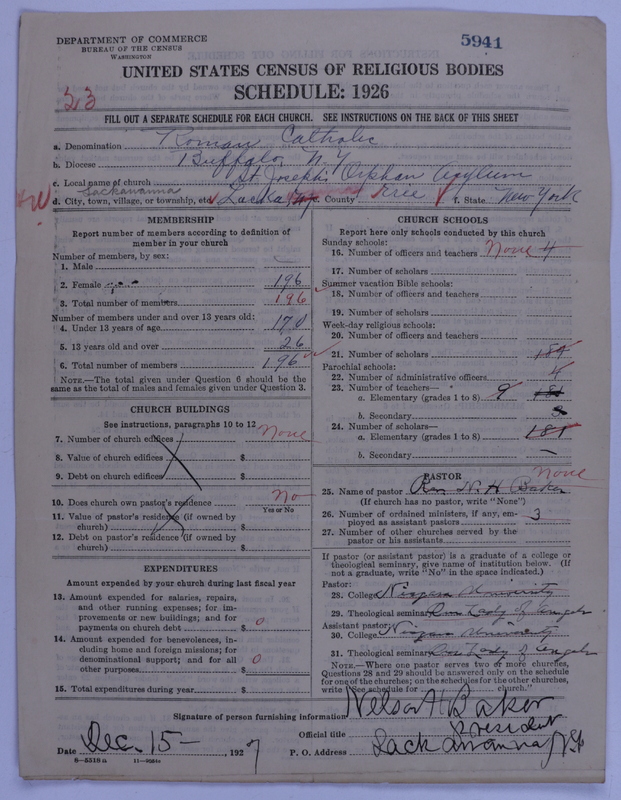 DEPARTMENT OF COMMERCE
BUREAU OF THE CENSUS
WASHINGTON
5941
UNITED STATES CENSUS OF RELIGIOUS BODIES
SCHEDULE: 1926
23
FILL OUT A SEPARATE SCHEDULE FOR EACH CHURCH. SEE INSTRUCTIONS ON THE BACK OF THIS SHEET
a. Denomination Roman Catholic
b. Diocese Buffalo N.Y.
c. Local name of church St Joseph's Orphan Asylum
Lackawanna
d. City, town, village, or township, etc. Lacka e. County Erie f. State New York
MEMBERSHIP
Report number of members according to definition of member in your church
Number of members, by sex:
1. Male
2. Female 196
3. Total number of members 196
Number of members under and over 13 years old:
4. Under 13 years of age 170
5. 13 years old and over 26
6. Total number of members 196
NOTE.—The total given under Question 6 should be the same as the total of males and females given under Question 3.
CHURCH BUILDINGS
See instructions, paragraphs 10 to 12
7. Number of church edifices None
8. Value of church edifices $
9. Debt on church edifices $
10. Does church own pastor's residence No
Yes or No
11. Value of pastor's residence (if owned by church) $
12. Debt on pastor's residence (if owned by church) $
EXPENDITURES
Amount expended by your church during last fiscal year
13. Amount expended for salaries, repairs, and other running expenses; for improvements or new buildings; and for payments on church debt $ 0
14. Amount expended for benevolences, including home and foreign missions; for denominational support; and for all other purposes $ 0
15. Total expenditures during year $
CHURCH SCHOOLS
Report here only schools conducted by this church
Sunday schools:
16. Number of officers and teachers None 4
17. Number of scholars
Summer vacation Bible schools:
18. Number of officers and teachers
19. Number of scholars
Week-day religious schools:
20. Number of officers and teachers
21. Number of scholars
Parochial schools:
22. Number of administrative officers 4
23. Number of teachers—
a. Elementary (grades 1 to 8) 9
b. Secondary
24. Number of scholars—
a. Elementary (grades 1 to 8) 181
b. Secondary —
PASTOR
None
25. Name of pastor Rev N. H Baker
(If church has no pastor, write "None")
26. Number of ordained ministers, if any, employed as assistant pastors 3
27. Number of other churches served by the pastor or his assistants
If pastor (or assistant pastor) is a graduate of a college or theological seminary, give name of institution below. (If not a graduate, write "No" in the space indicated.)
Pastor:
28. College Niagara University
29. Theological seminary Our Lady of Angels
Assistant pastor:
30. College Niagara University
31. Theological seminary Our Lady of Angels
NOTE.—Where one pastor serves two or more churches, Questions 28 and 29 should be answered only on the schedule for one of the churches; on the schedules for the other churches, write "See schedule for church."
Signature of person furnishing information Nelson H Baker
Official title President
Date Dec. 15 — 1927 P. O. Address Lackawanna N.Y.
8—5518a